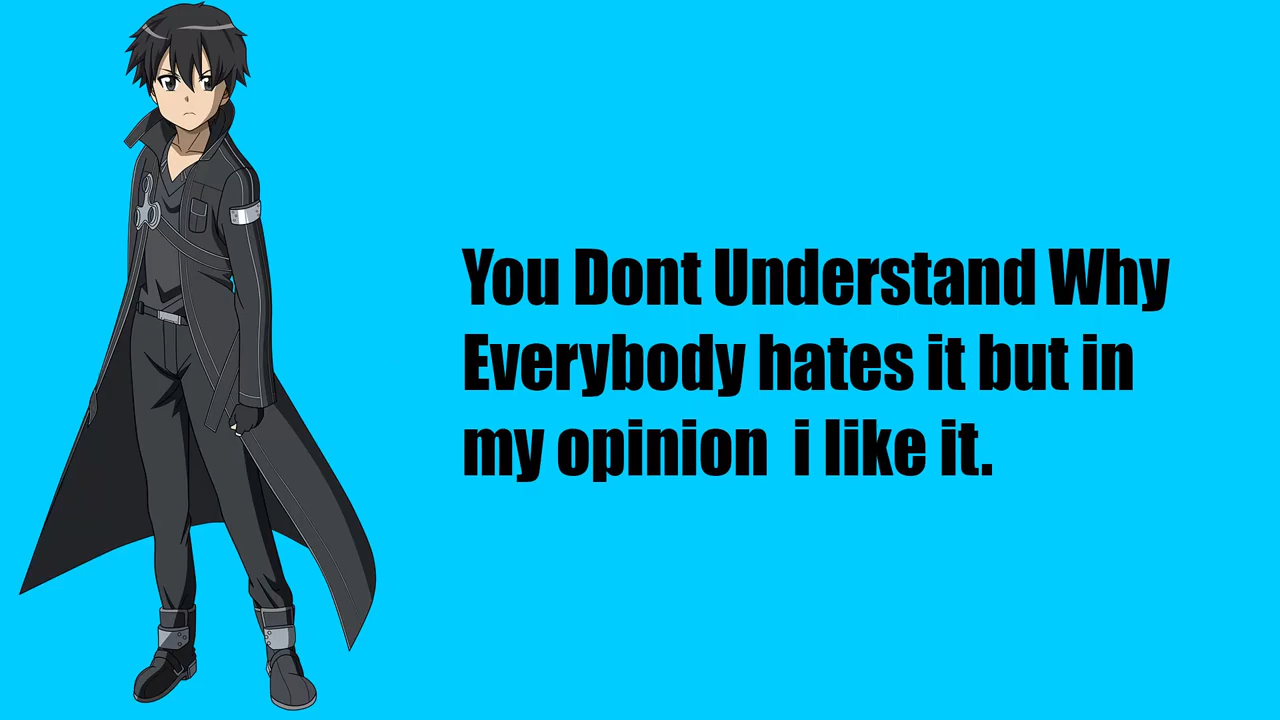 You Dont Understand Why
Everybody hates it but in
my opinion  i like it.